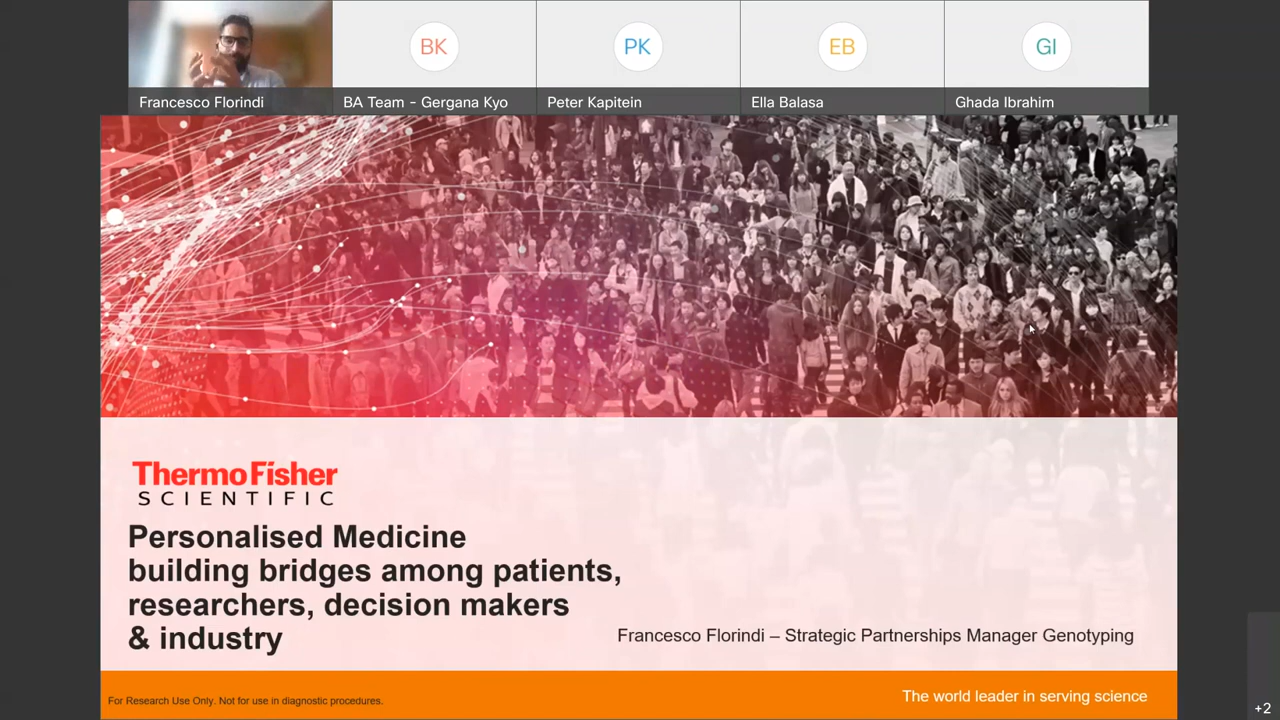 BK
PK
EB
GI
Francesco Florindi
BA Team - Gergana Kyo
Peter Kapitein
Ella Balasa
Ghada Ibrahim
ThermoFisher
SCIENTIFIC
Personalised Medicine
building bridges among patients,
researchers, decision makers
& industry
Francesco Florindi – Strategic Partnerships Manager Genotyping
For Research Use Only. Not for use in diagnostic procedures.
The world leader in serving science
+2